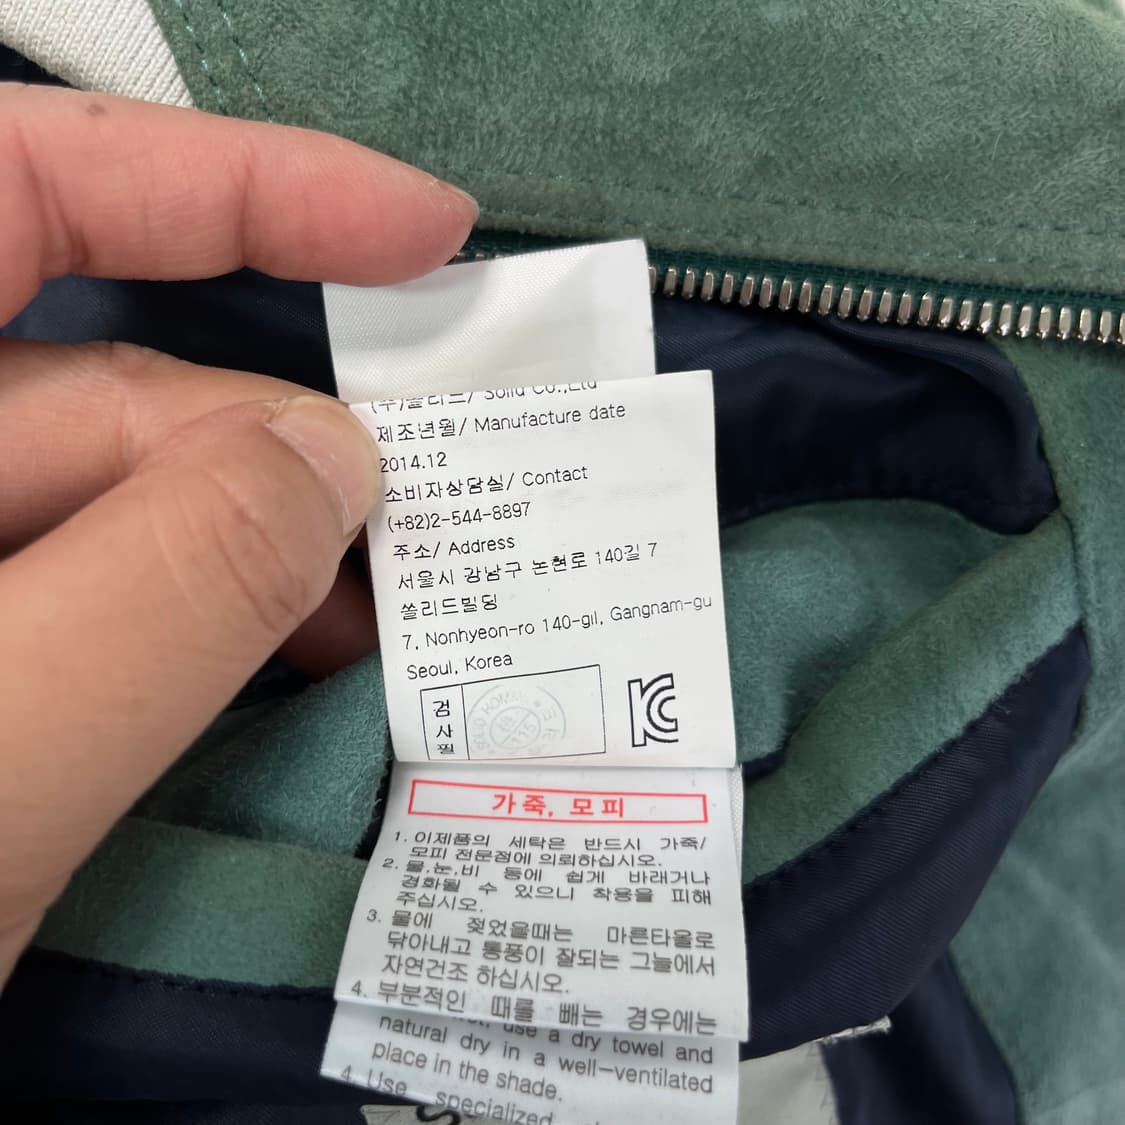 (주)쏠리드/ Solid Co.,Ltd
제조년월/ Manufacture date
2014.12
소비자상담실/ Contact
(+82)2-544-8897
주소/ Address
서울시 강남구 논현로 140길 7
쏠리드빌딩
7, Nonhyeon-ro 140-gil, Gangnam-gu
Seoul, Korea
검
사
필
KC
가죽, 모피
1. 이제품의 세탁은 반드시 가죽/
모피 전문점에 의뢰하십시오.
2. 물.눈.비 등에 쉽게 바래거나
경화될 수 있으니 착용을 피해
주십시오.
3. 물에 젖었을때는 마른타올로
닦아내고 통풍이 잘되는 그늘에서
자연건조 하십시오.
4. 부분적인 때를 빼는 경우에는
use a dry towel and
natural dry in a well-ventilated
place in the shade.
4. Use specialized